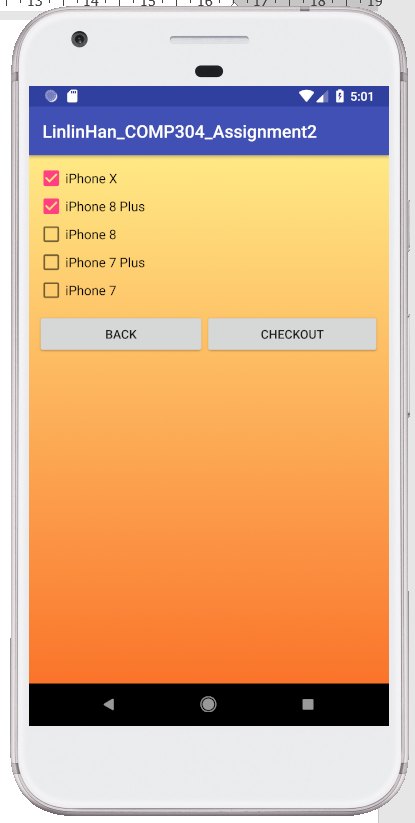 13 14 15 16 17 18 19
5:01
LinlinHan_COMP304_Assignment2
iPhone X
iPhone 8 Plus
iPhone 8
iPhone 7 Plus
iPhone 7
BACK CHECKOUT